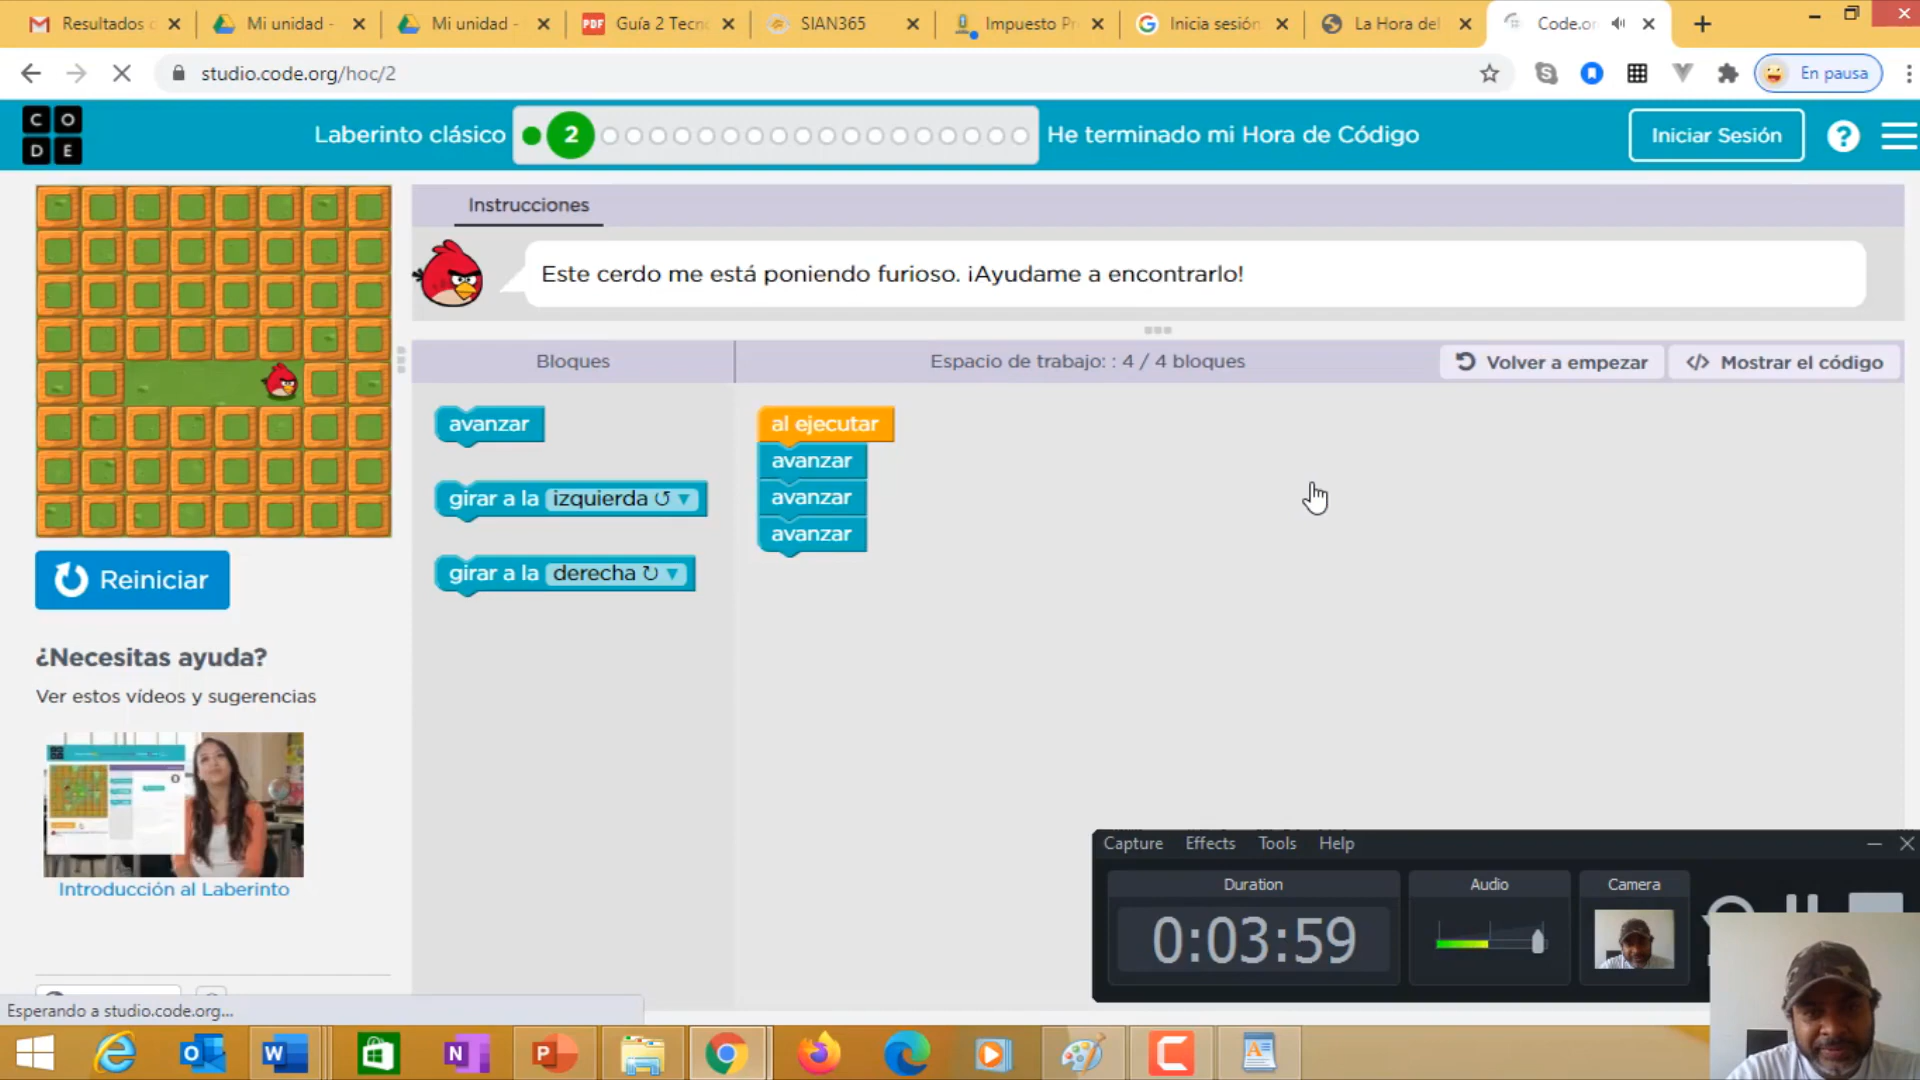 Resultados
Mi unidad -
Mi unidad -
PDF
Guía 2 Tecn
SIAN365
Impuesto Pr
Inicia sesión
La Hora del
Code.or
studio.code.org/hoc/2
En pausa
C O
D E
Laberinto clásico
2
He terminado mi Hora de Código
Iniciar Sesión
?
Instrucciones
Este cerdo me está poniendo furioso. ¡Ayudame a encontrarlo!
Bloques
Espacio de trabajo: : 4 / 4 bloques
Volver a empezar
</> Mostrar el código
avanzar
girar a la izquierda ↺ ▼
girar a la derecha ↻ ▼
al ejecutar
avanzar
avanzar
avanzar
Reiniciar
¿Necesitas ayuda?
Ver estos vídeos y sugerencias
Introducción al Laberinto
Capture Effects Tools Help
Duration
0:03:59
Audio
Camera
Esperando a studio.code.org...